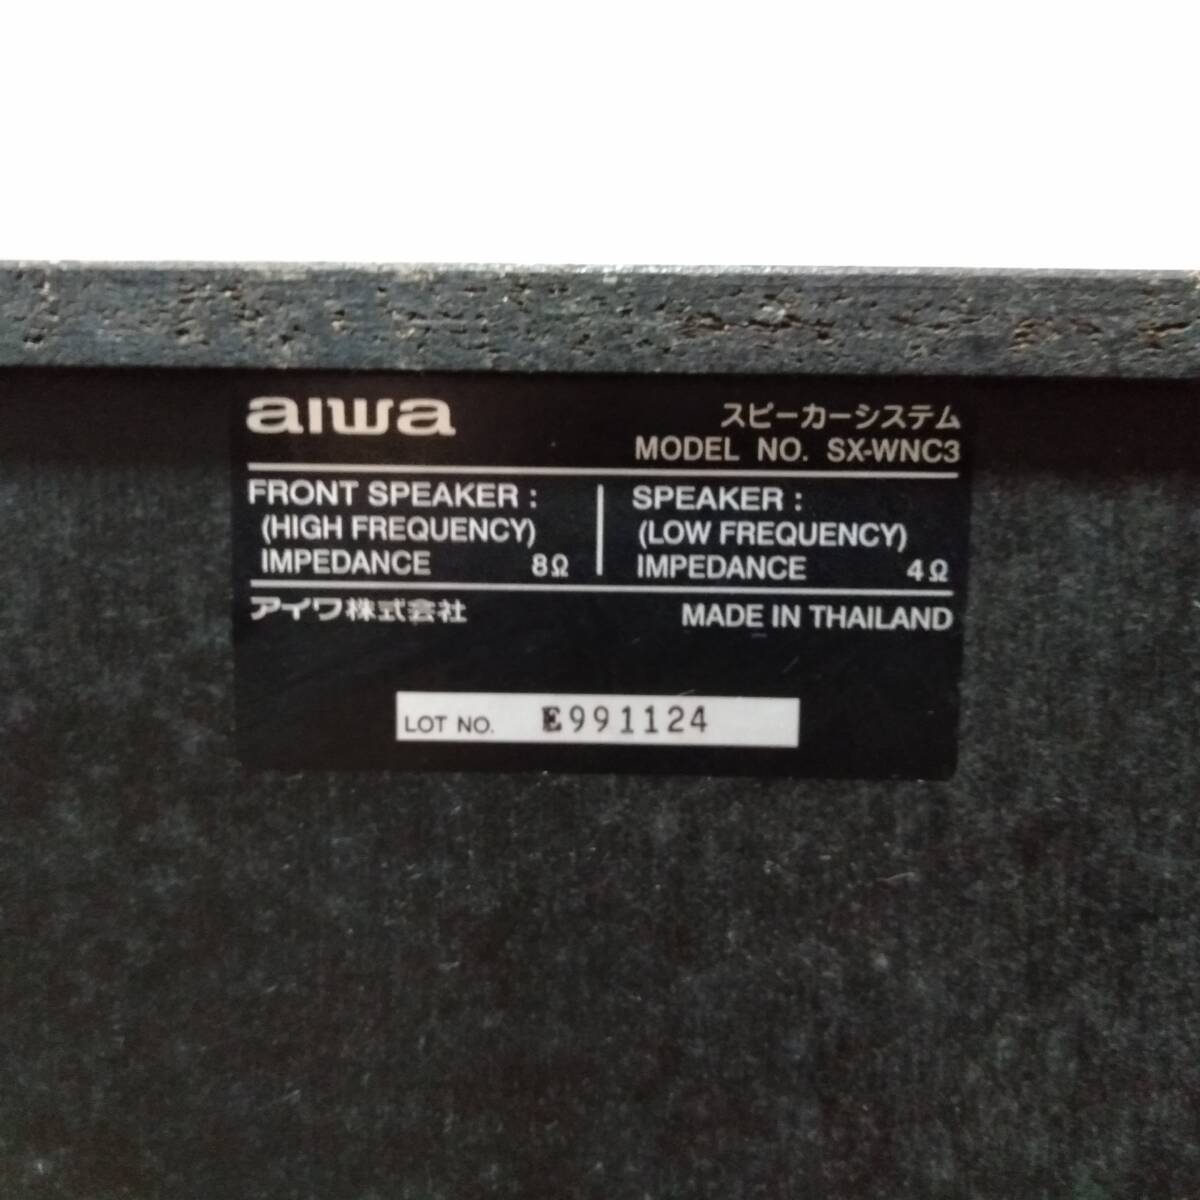 aiwa
スピーカーシステム
MODEL NO. SX-WNC3
FRONT SPEAKER :
(HIGH FREQUENCY)
IMPEDANCE 8Ω
SPEAKER :
(LOW FREQUENCY)
IMPEDANCE 4Ω
アイワ株式会社
MADE IN THAILAND
LOT NO. E991124